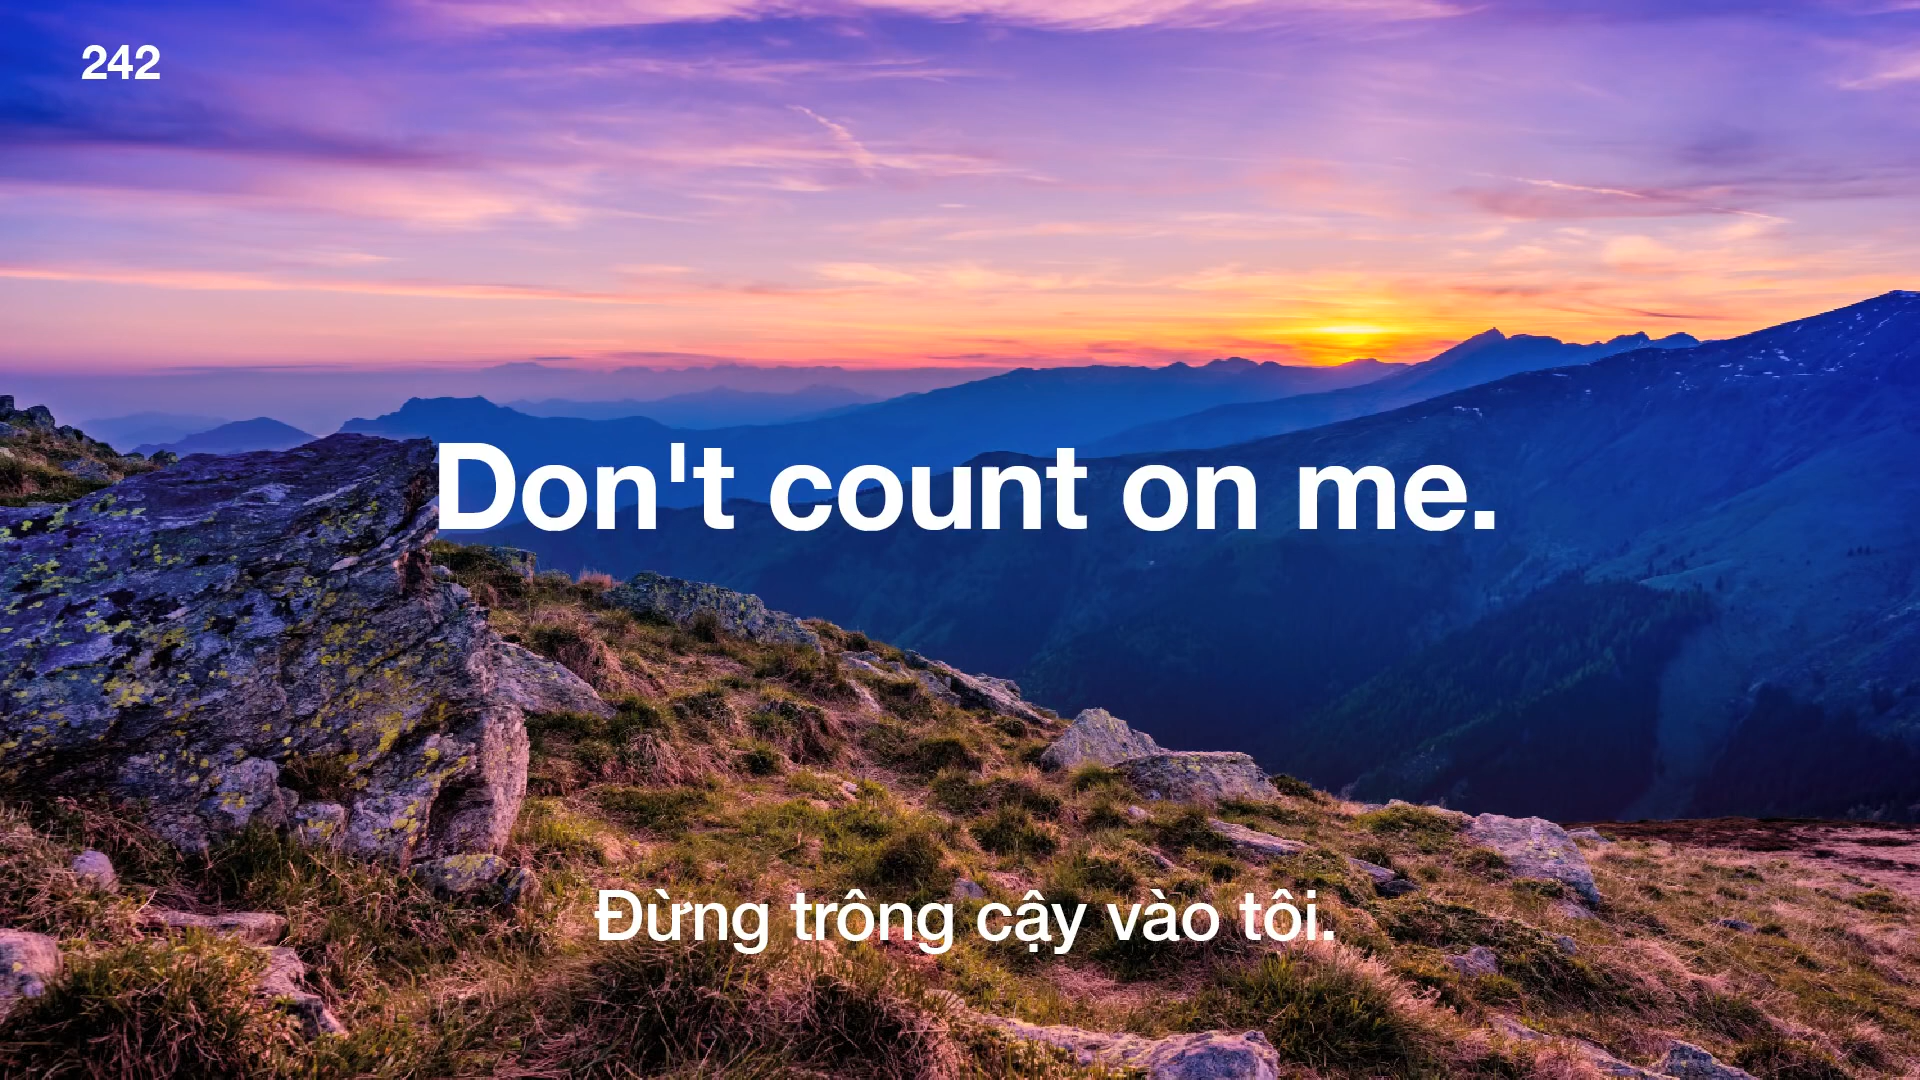 242
Don't count on me.
Đừng trông cậy vào tôi.